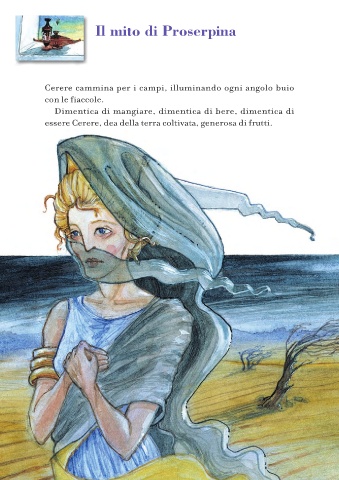 Il mito di Proserpina
Cerere cammina per i campi, illuminando ogni angolo buio
con le fiaccole.
Dimentica di mangiare, dimentica di bere, dimentica di
essere Cerere, dea della terra coltivata, generosa di frutti.